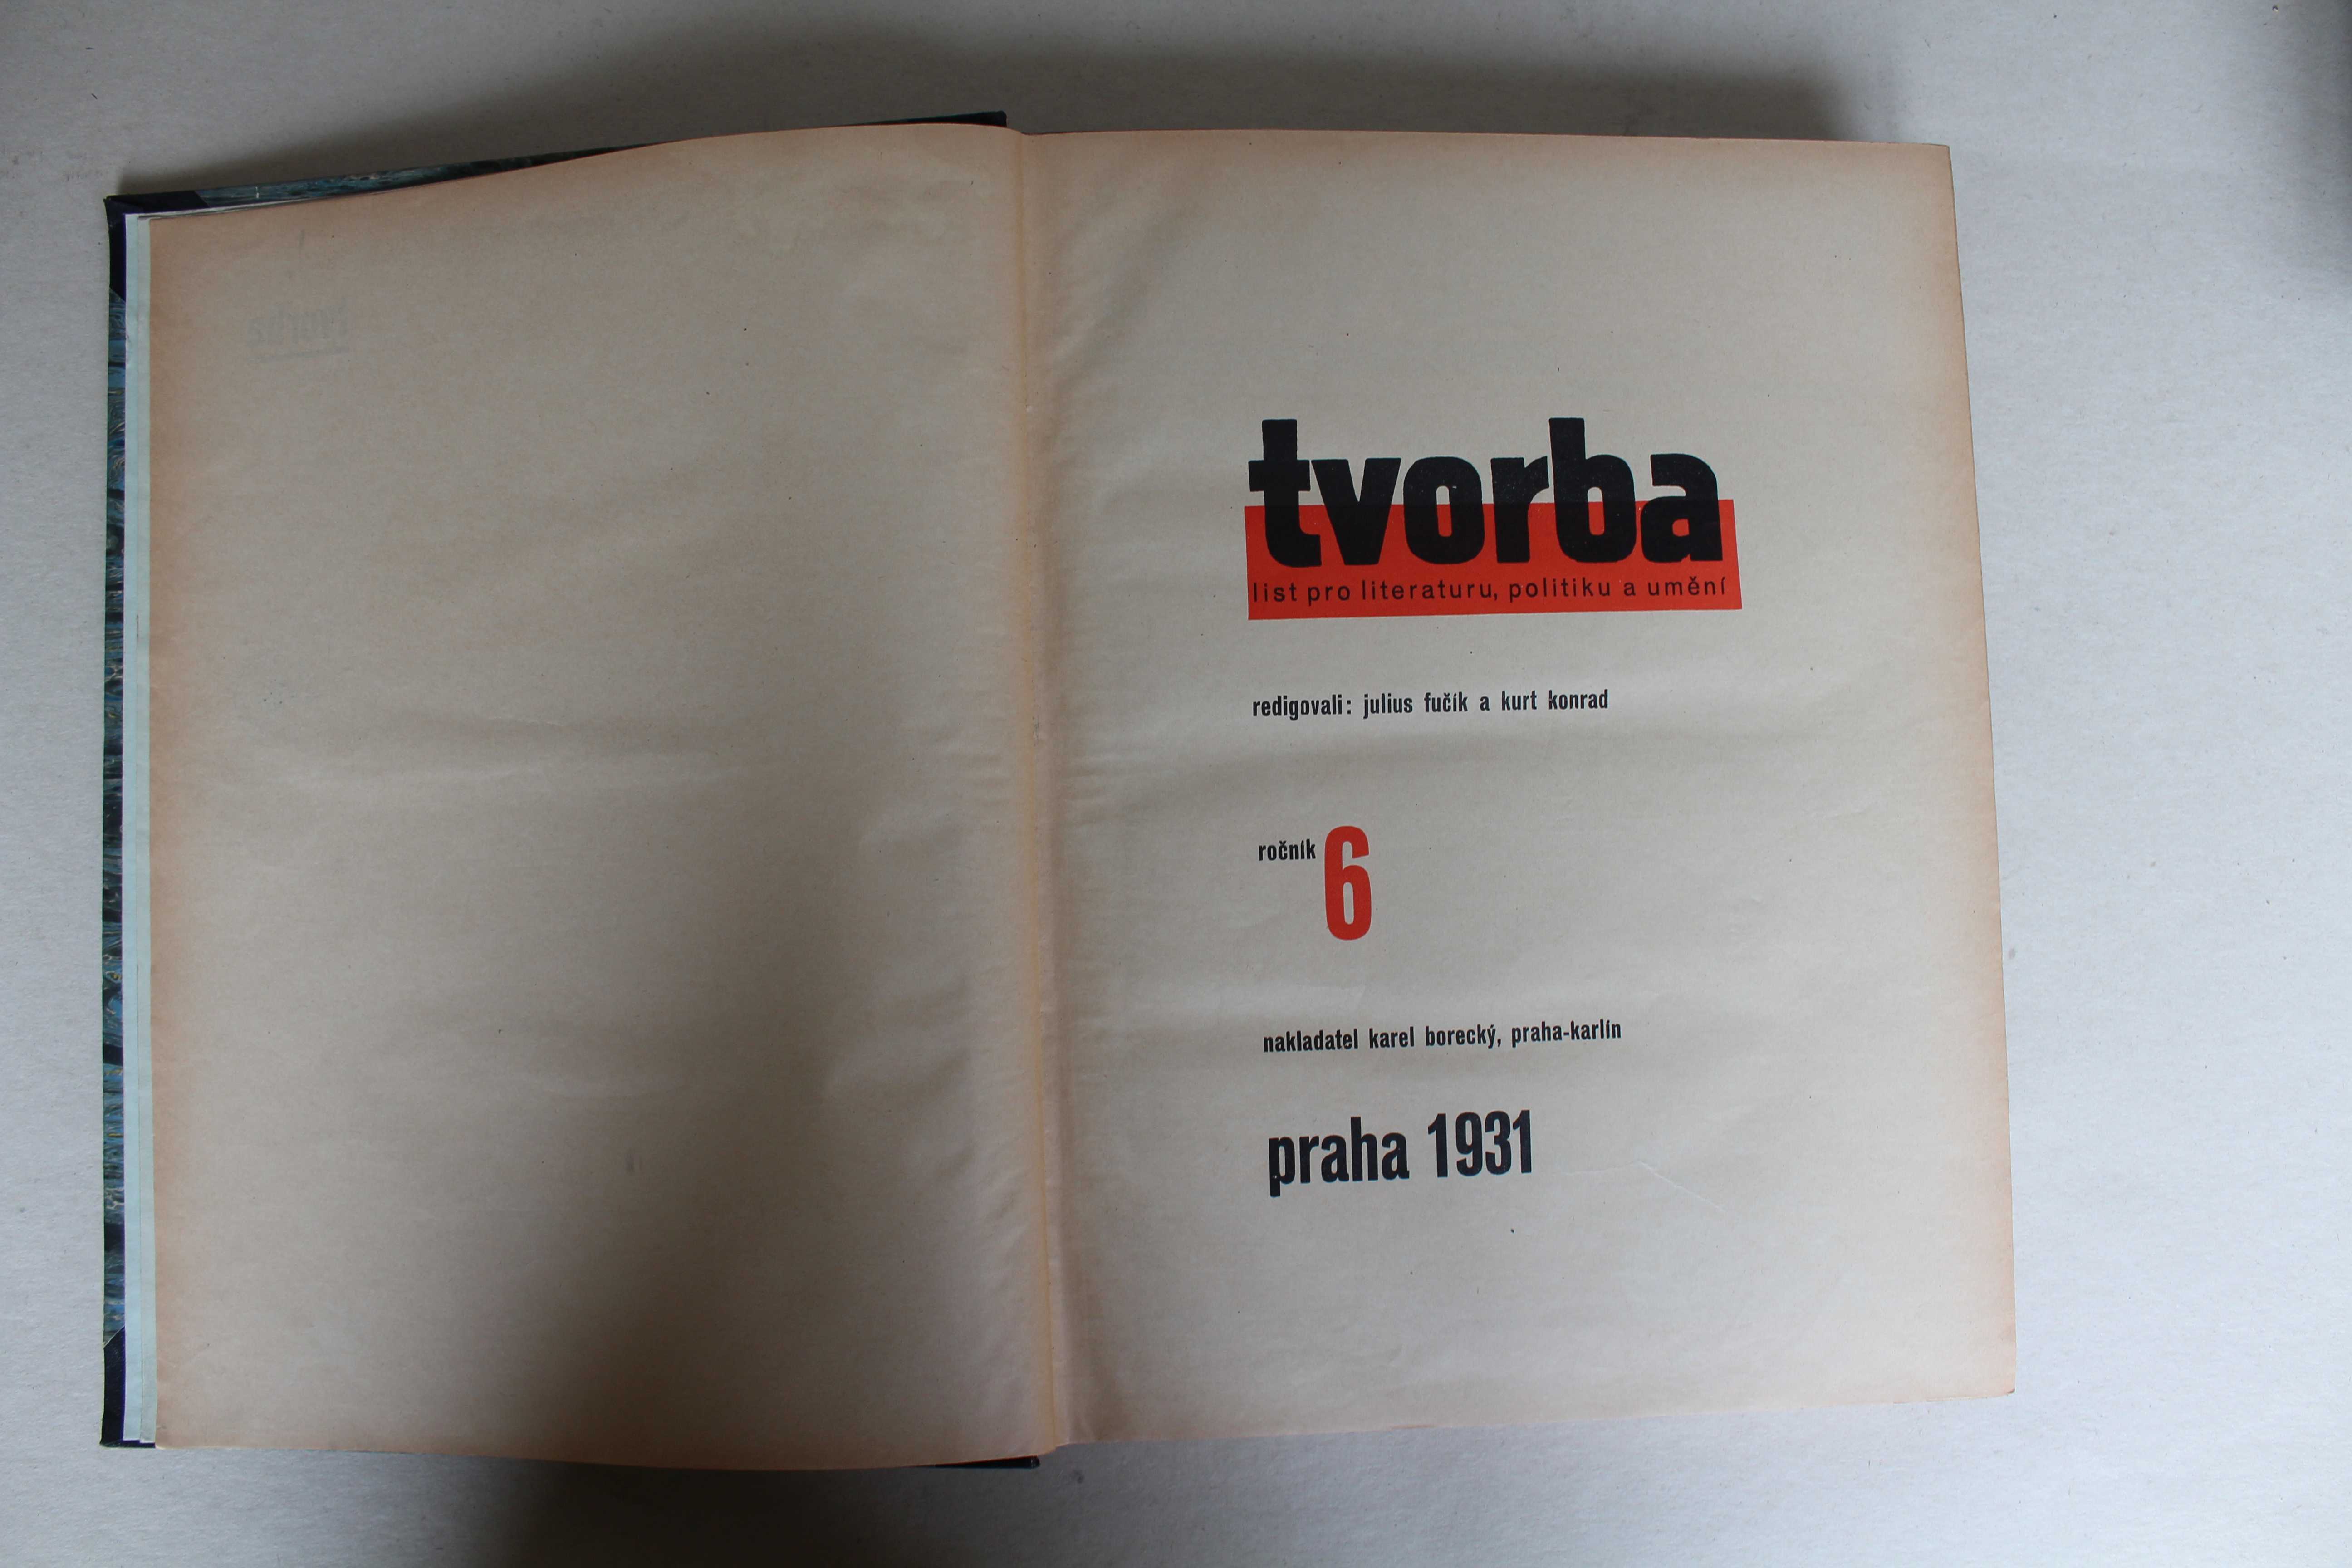 tvorba
list pro literaturu, politiku a umění
redigovali: julius fučík a kurt konrad
ročník 6
nakladatel karel borecký, praha-karlín
praha 1931
tvorba